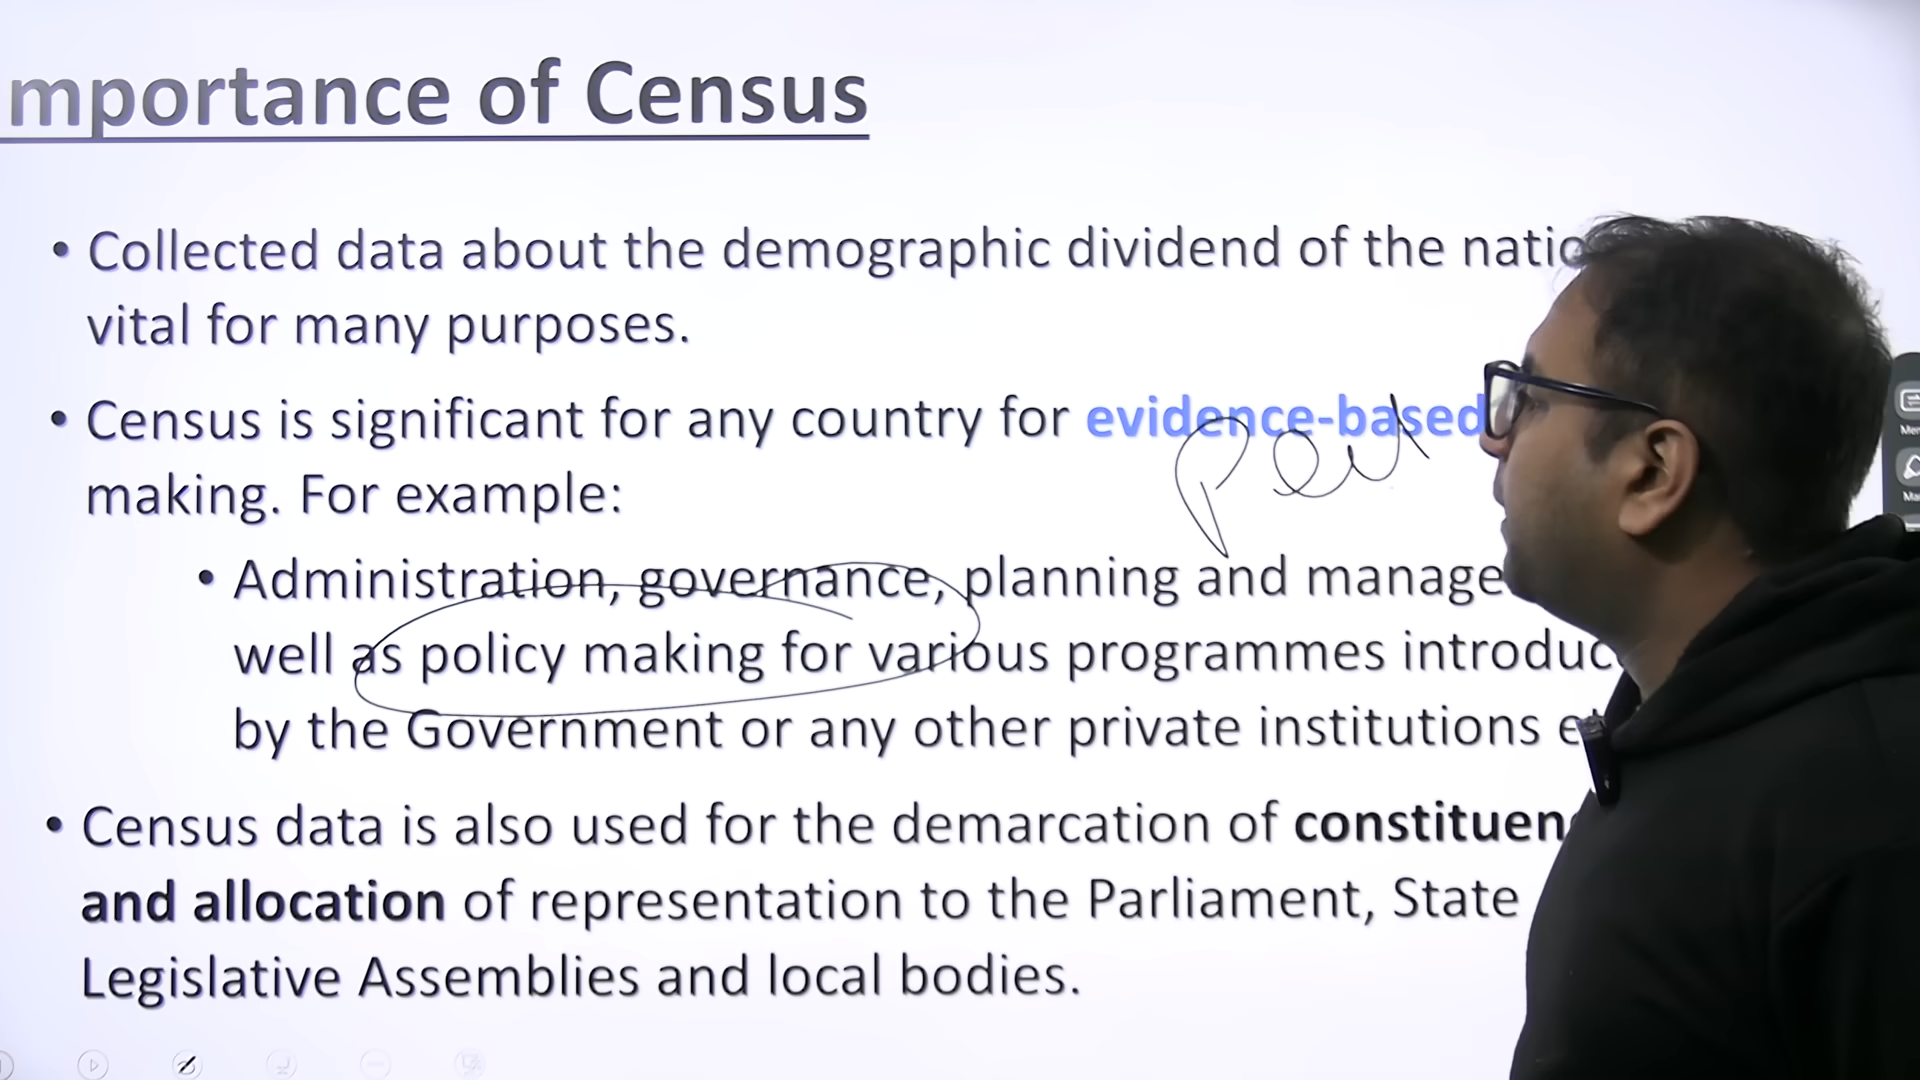 mportance of Census
• Collected data about the demographic dividend of the natio
vital for many purposes.
• Census is significant for any country for evidence-based
making. For example:
• Administration, governance, planning and manage
well as policy making for various programmes introduc
by the Government or any other private institutions e
• Census data is also used for the demarcation of constituen
and allocation of representation to the Parliament, State
Legislative Assemblies and local bodies.